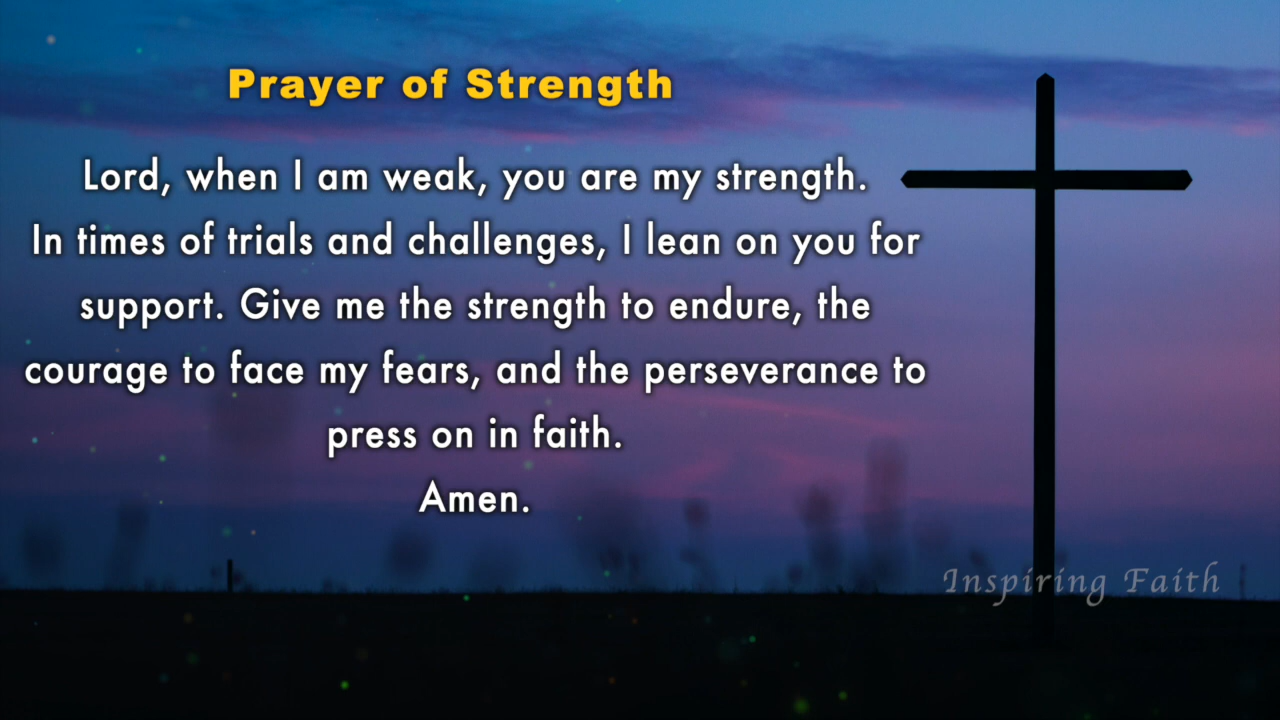 Prayer of Strength
Lord, when I am weak, you are my strength.
In times of trials and challenges, I lean on you for
support. Give me the strength to endure, the
courage to face my fears, and the perseverance to
press on in faith.
Amen.
Inspiring Faith